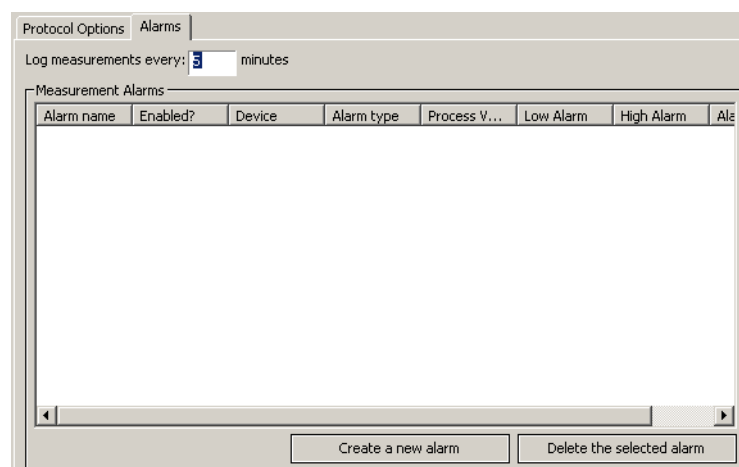 Protocol Options Alarms
Log measurements every: 5 minutes
Measurement Alarms
Alarm name Enabled? Device Alarm type Process V... Low Alarm High Alarm Ala
Create a new alarm Delete the selected alarm